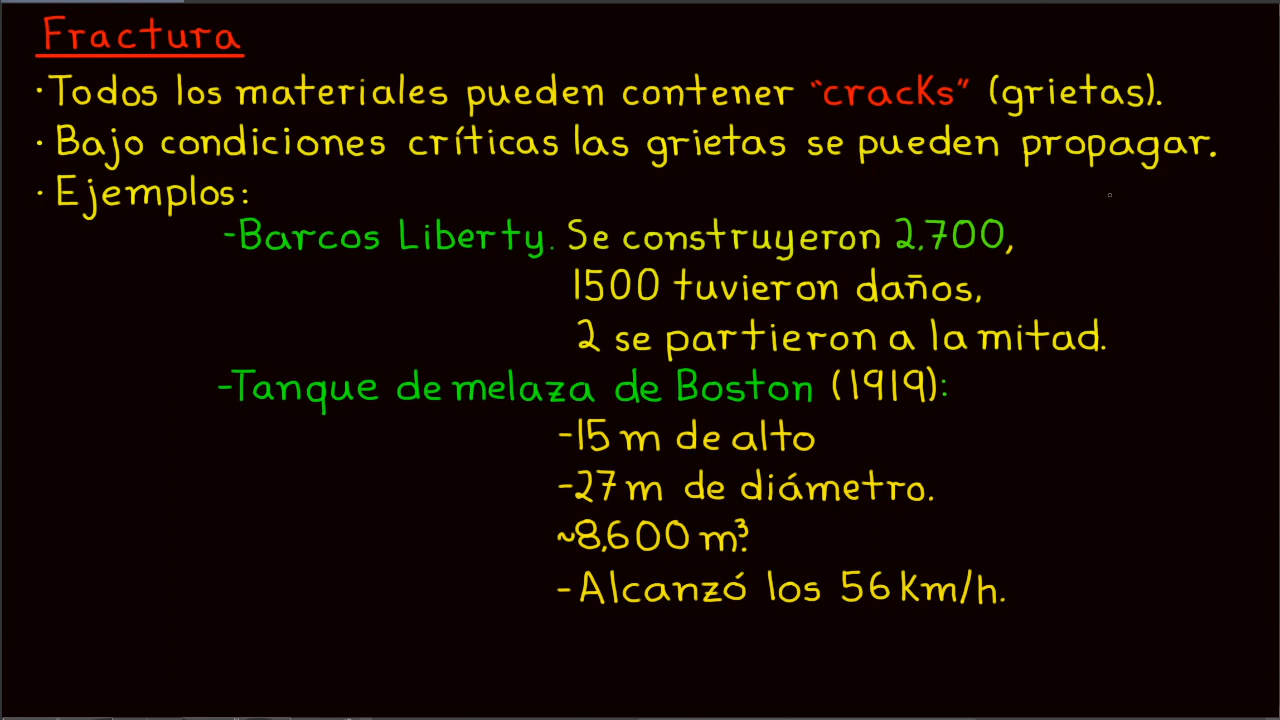 Fractura
·Todos los materiales pueden contener "cracks" (grietas).
·Bajo condiciones críticas las grietas se pueden propagar.
·Ejemplos:
-Barcos Liberty. Se construyeron 2,700,
1500 tuvieron daños,
2 se partieron a la mitad.
-Tanque de melaza de Boston (1919):
-15 m de alto
-27 m de diámetro.
~8,600 m³.
-Alcanzó los 56 km/h.